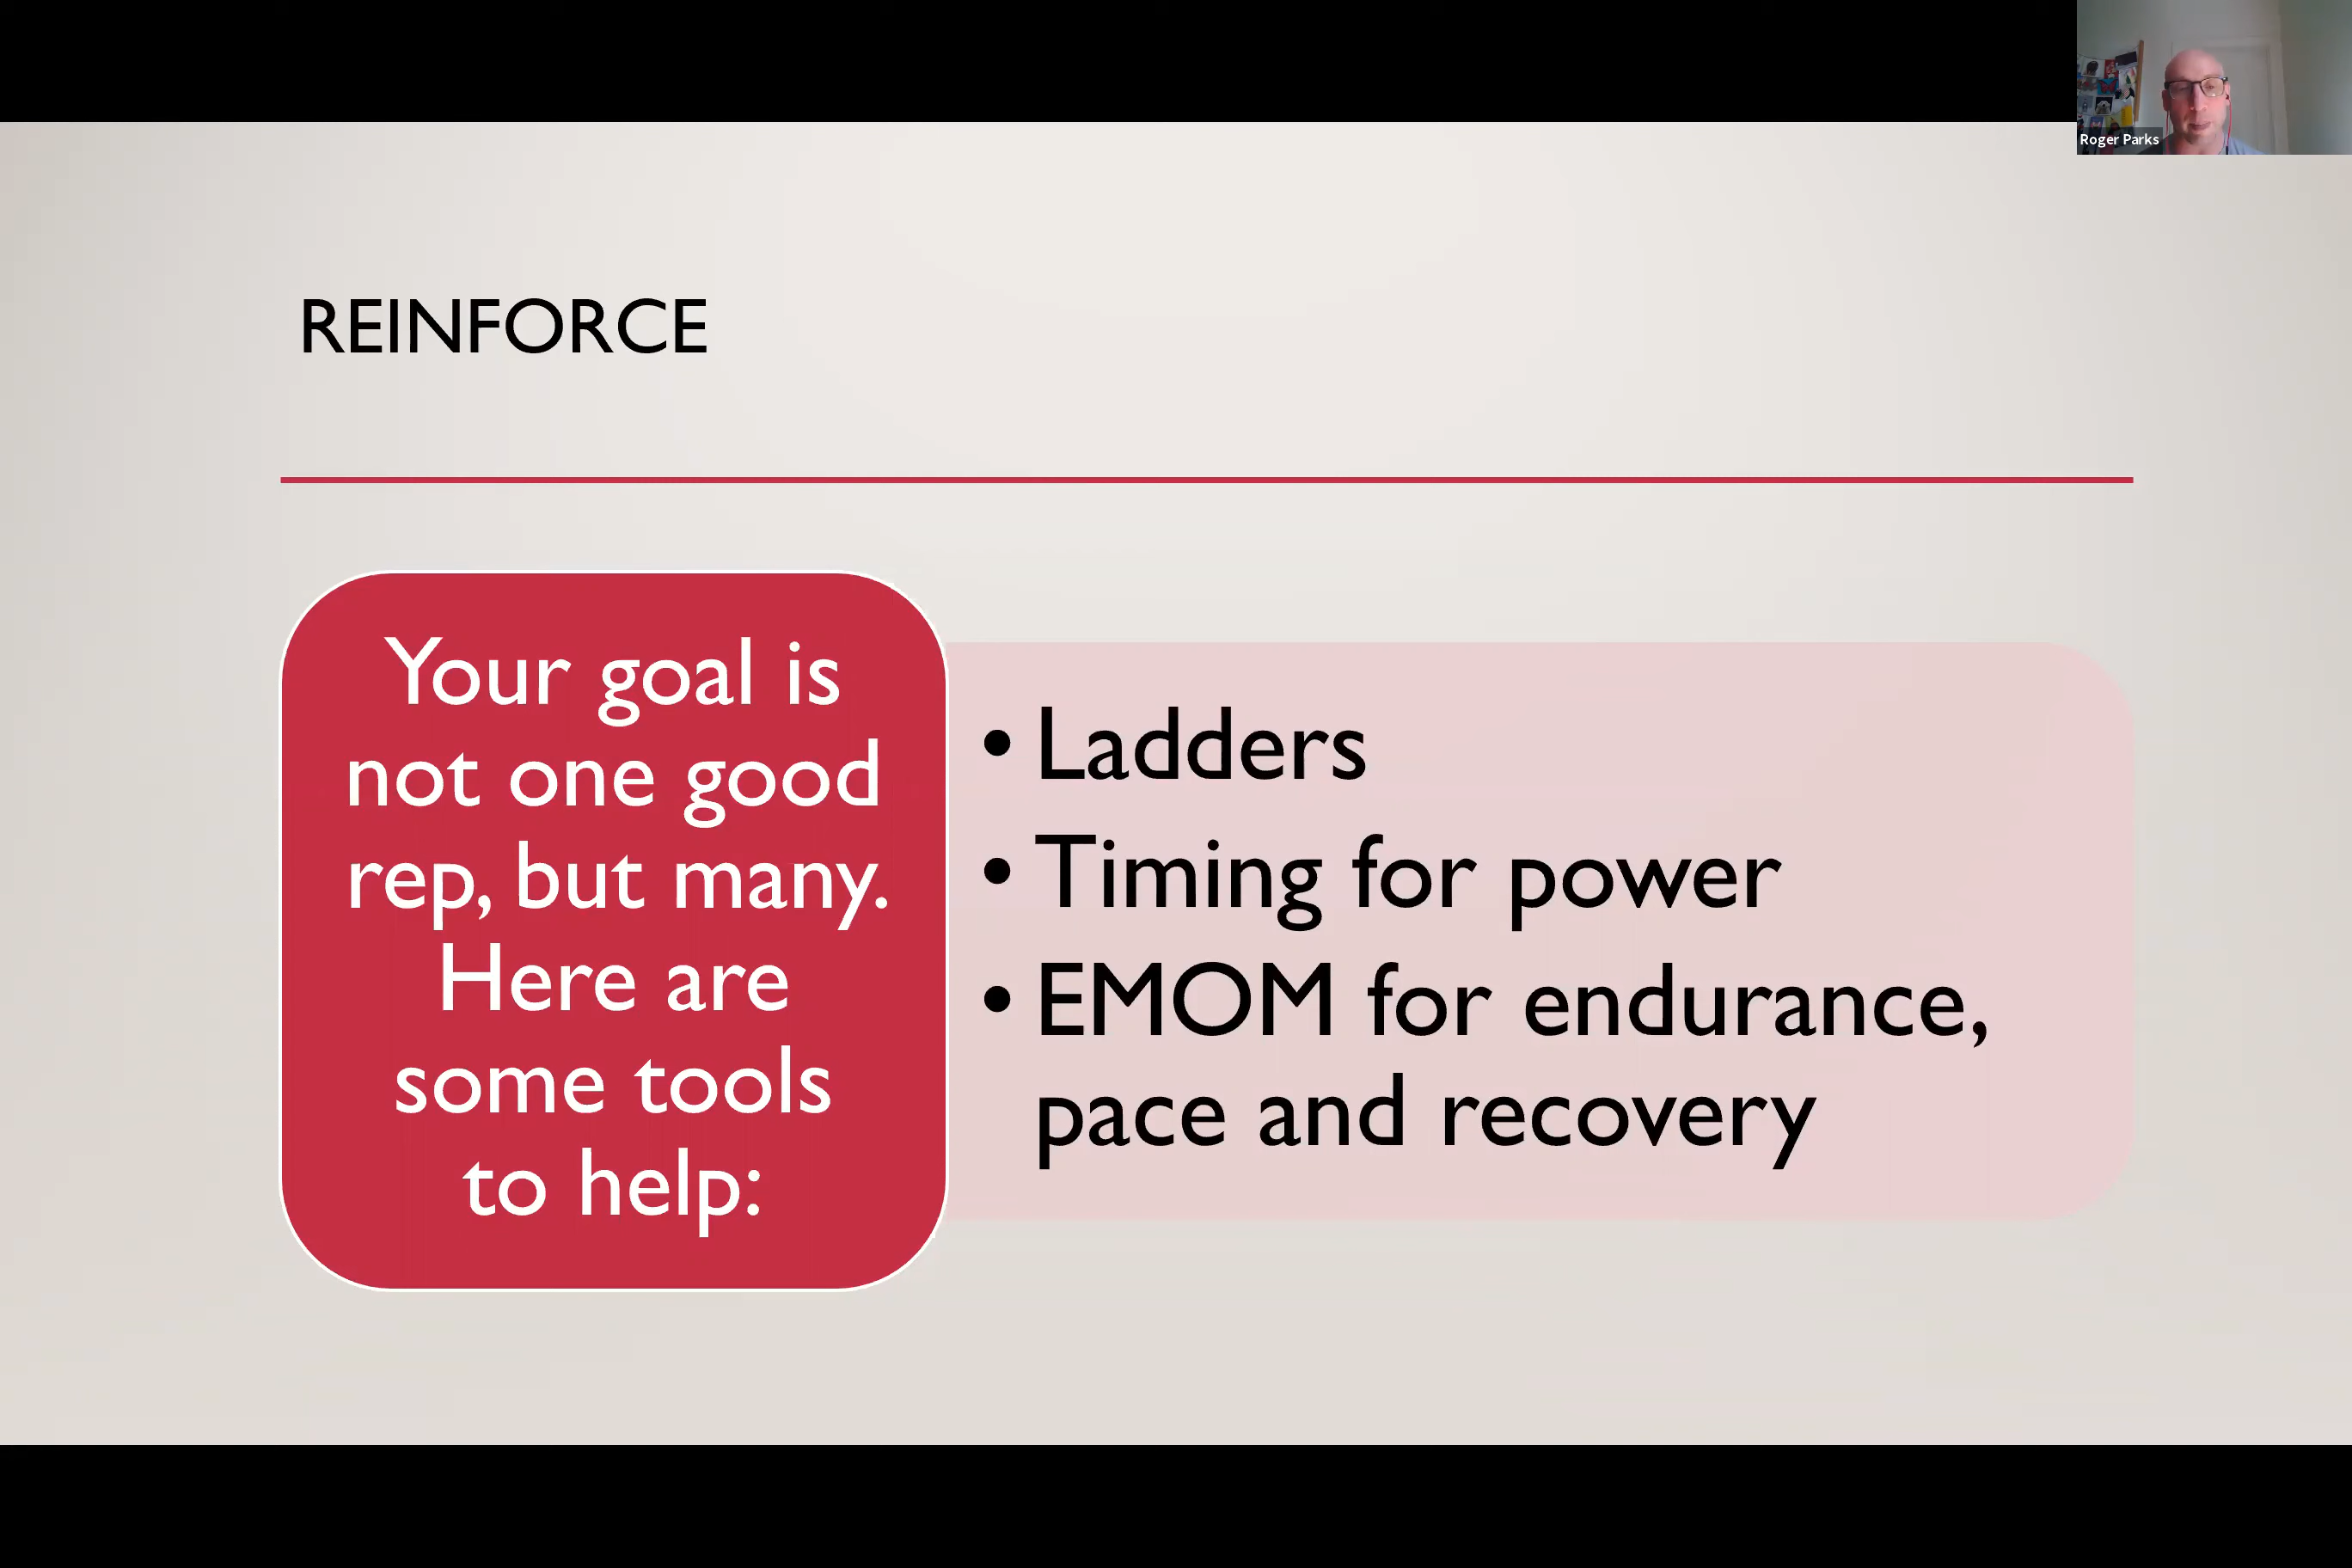 Roger Parks
REINFORCE
Your goal is
not one good
rep, but many.
Here are
some tools
to help:
• Ladders
• Timing for power
• EMOM for endurance,
pace and recovery